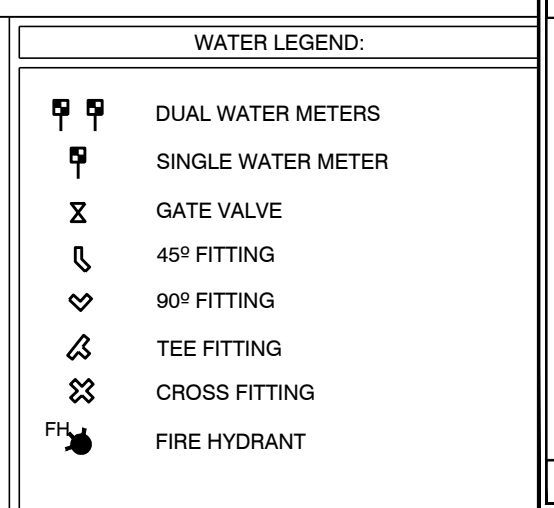 WATER LEGEND:
DUAL WATER METERS
SINGLE WATER METER
GATE VALVE
45º FITTING
90º FITTING
TEE FITTING
CROSS FITTING
FH FIRE HYDRANT